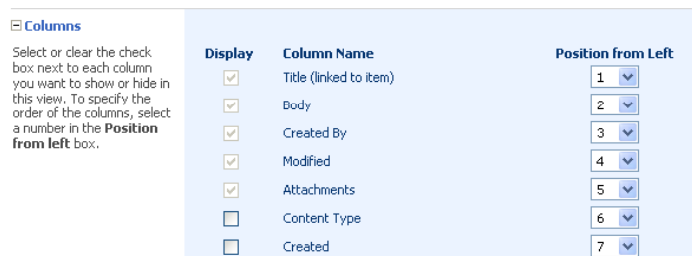 Columns
Select or clear the check
box next to each column
you want to show or hide in
this view. To specify the
order of the columns, select
a number in the Position
from left box.
Display Column Name Position from Left
Title (linked to item) 1
Body 2
Created By 3
Modified 4
Attachments 5
Content Type 6
Created 7